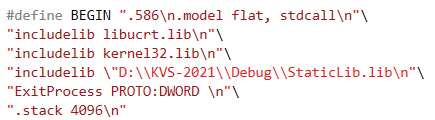 #define BEGIN ".586\n.model flat, stdcall\n"\
"includelib libucrt.lib\n"\
"includelib kernel32.lib\n"\
"includelib \"D:\\KVS-2021\\Debug\\StaticLib.lib\n"\
"ExitProcess PROTO:DWORD \n"\
".stack 4096\n"